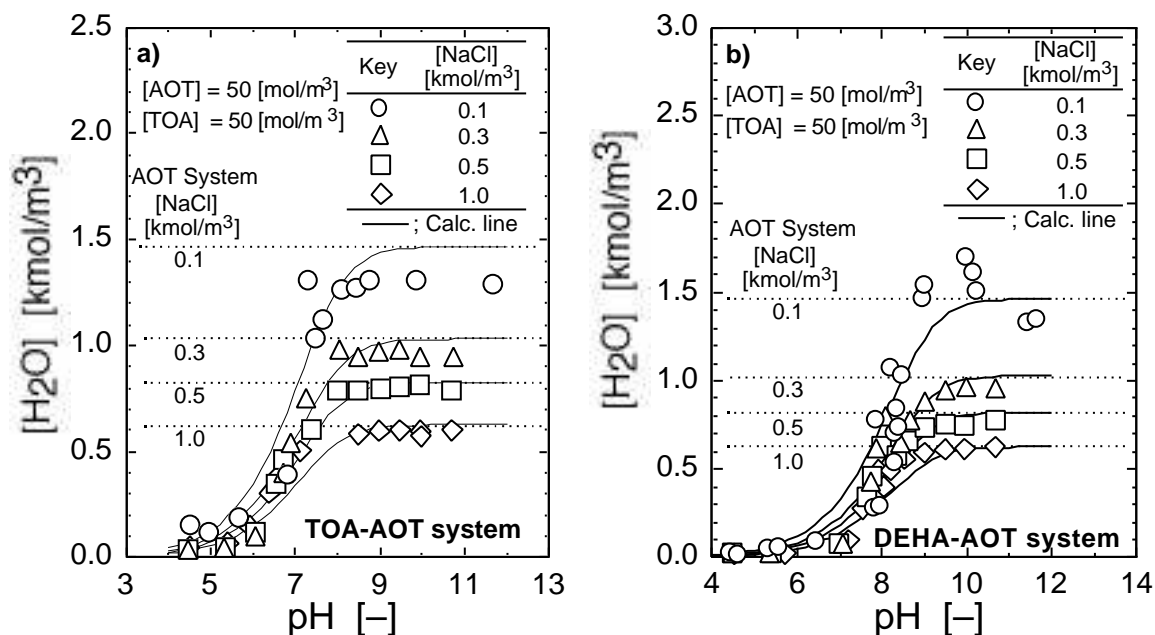 a)
Key [NaCl]
[kmol/m³]
[AOT] = 50 [mol/m³]
[TOA] = 50 [mol/m³]
0.1
0.3
0.5
1.0
; Calc. line
AOT System
[NaCl]
[kmol/m³]
0.1
0.3
0.5
1.0
TOA-AOT system
2.5
2.0
1.5
1.0
0.5
0.0
3 5 7 9 11 13
[H2O] [kmol/m³]
pH [–]
b)
Key [NaCl]
[kmol/m³]
[AOT] = 50 [mol/m³]
[TOA] = 50 [mol/m³]
0.1
0.3
0.5
1.0
; Calc. line
AOT System
[NaCl]
[kmol/m³]
0.1
0.3
0.5
1.0
DEHA-AOT system
3.0
2.5
2.0
1.5
1.0
0.5
0.0
4 6 8 10 12 14
[H2O] [kmol/m³]
pH [–]